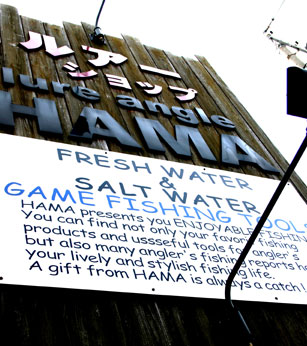 ルアー
ショップ
lure angle
HAMA
FRESH WATER
&
SALT WATER
GAME FISHING TOOLS
HAMA presents you ENJOYABLE FISHING
You can find not only your favorite fishing
products and ussseful tools for angler's
but also many angler's fishing reports
your lively and stylish fishing life.
A gift from HAMA is always a catch!